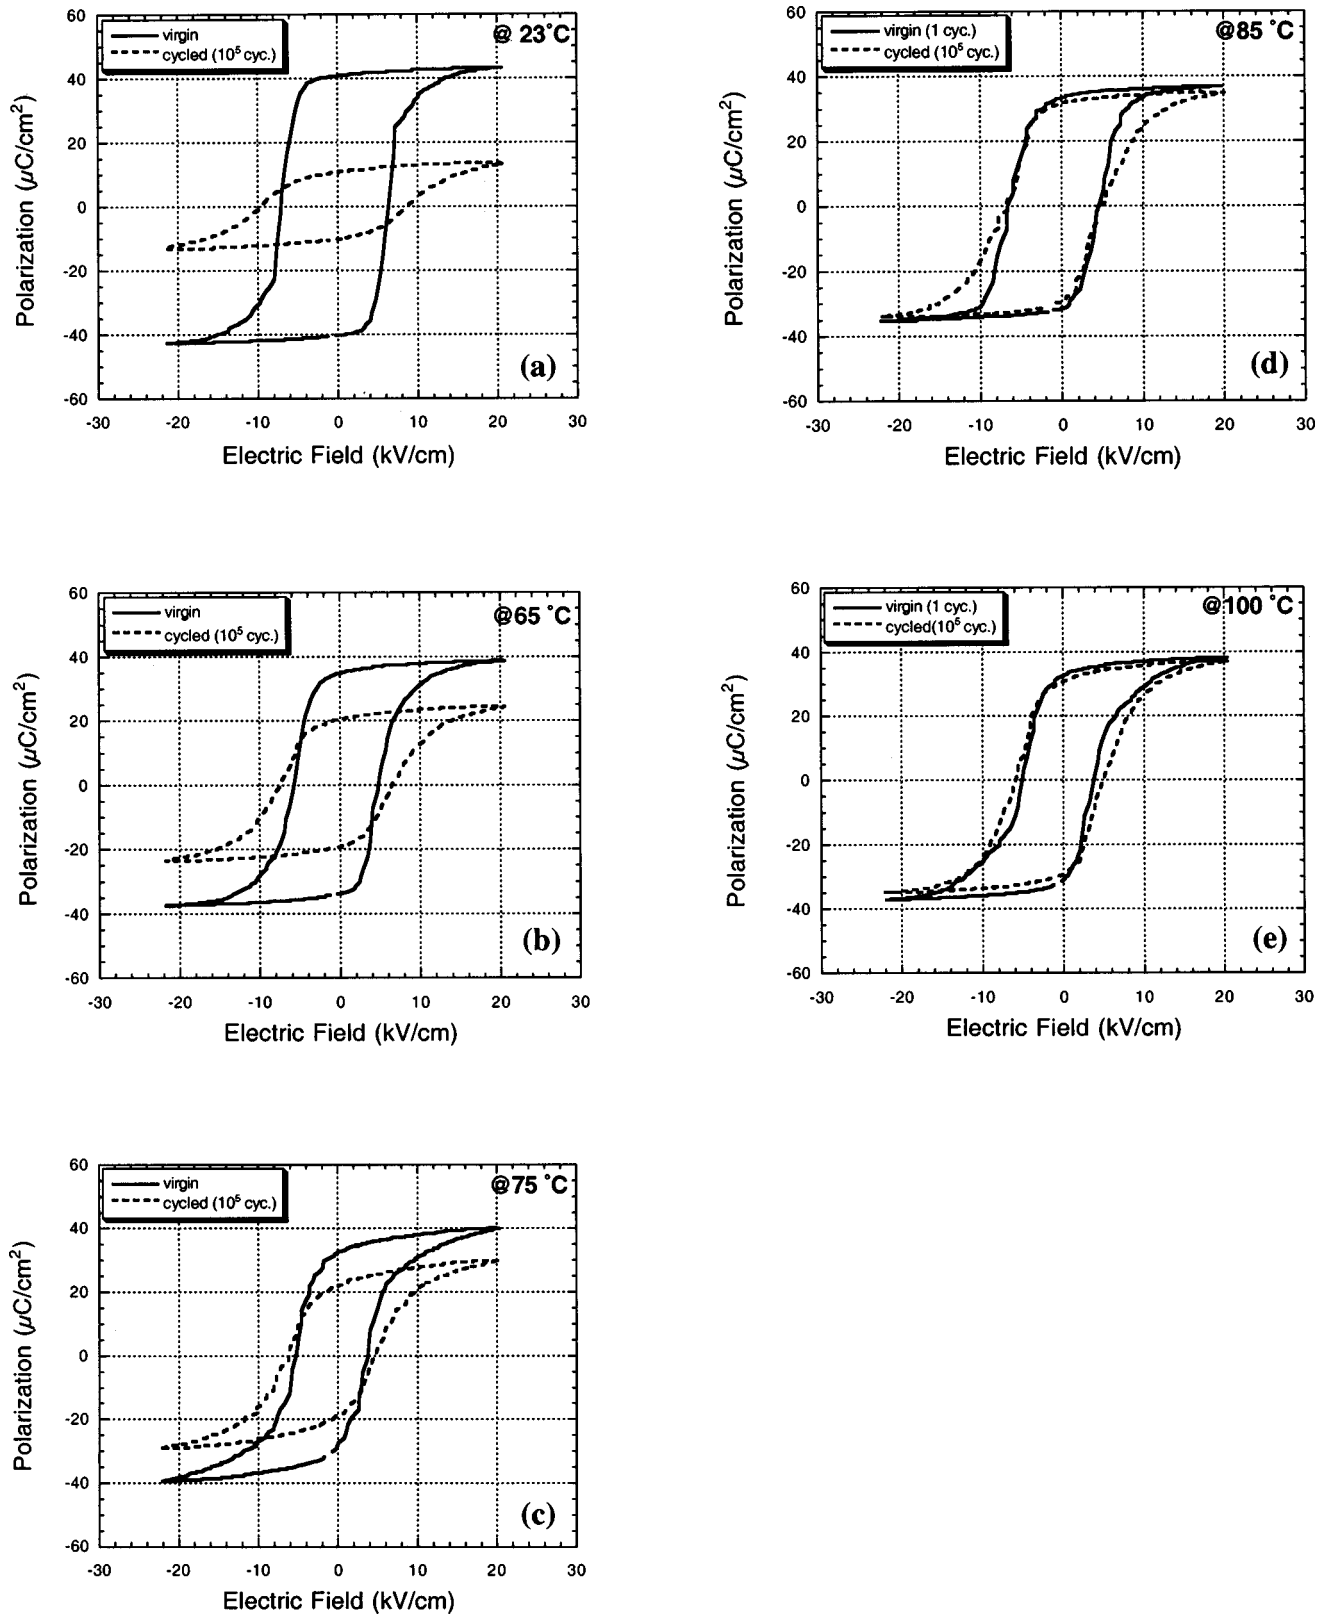 60
40
20
0
-20
-40
-60
Polarization (μC/cm²)
virgin
cycled (10⁵ cyc.)
@ 23˚C
(a)
-30 -20 -10 0 10 20 30
Electric Field (kV/cm)
60
40
20
0
-20
-40
-60
Polarization (μC/cm²)
virgin
cycled (10⁵ cyc.)
@65 ˚C
(b)
-30 -20 -10 0 10 20 30
Electric Field (kV/cm)
60
40
20
0
-20
-40
-60
Polarization (μC/cm²)
virgin
cycled (10⁵ cyc.)
@75 ˚C
(c)
-30 -20 -10 0 10 20 30
Electric Field (kV/cm)
60
40
20
0
-20
-40
-60
Polarization (μC/cm²)
virgin (1 cyc.)
cycled (10⁵ cyc.)
@85 ˚C
(d)
-30 -20 -10 0 10 20 30
Electric Field (kV/cm)
60
40
20
0
-20
-40
-60
Polarization (μC/cm²)
virgin (1 cyc.)
cycled(10⁵ cyc.)
@100 ˚C
(e)
-30 -20 -10 0 10 20 30
Electric Field (kV/cm)